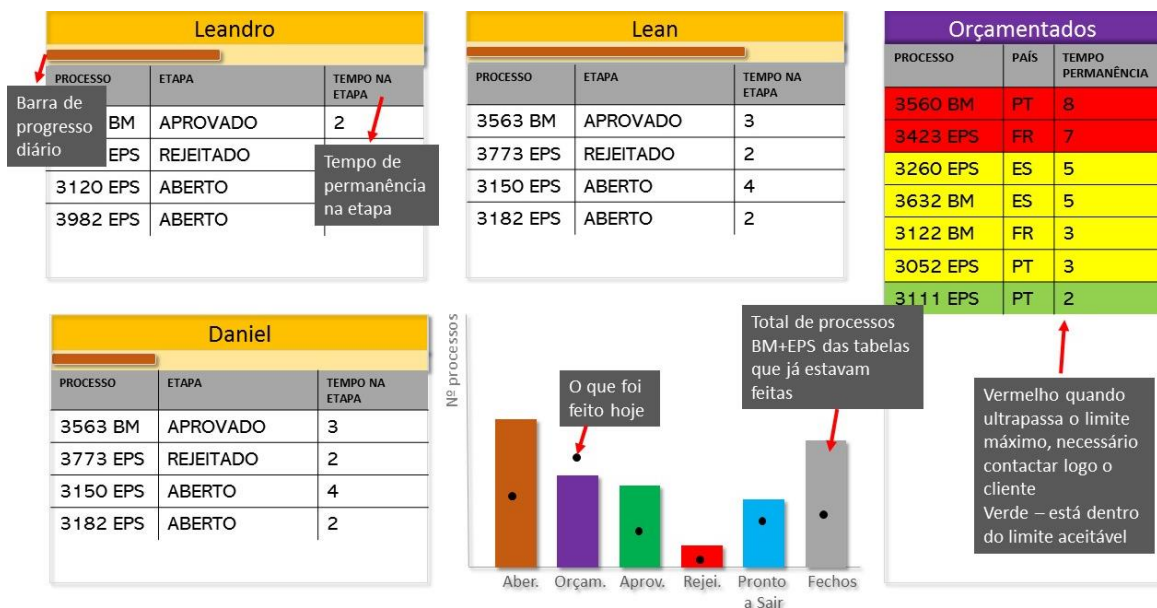 Leandro
PROCESSO ETAPA TEMPO NA
ETAPA
BM APROVADO 2
EPS REJEITADO
3120 EPS ABERTO
3982 EPS ABERTO
Barra de
progresso
diário
Tempo de
permanência
na etapa
Lean
PROCESSO ETAPA TEMPO NA
ETAPA
3563 BM APROVADO 3
3773 EPS REJEITADO 2
3150 EPS ABERTO 4
3182 EPS ABERTO 2
Orçamentados
PROCESSO PAÍS TEMPO
PERMANÊNCIA
3560 BM PT 8
3423 EPS FR 7
3260 EPS ES 5
3632 BM ES 5
3122 BM FR 3
3052 EPS PT 3
3111 EPS PT 2
Daniel
PROCESSO ETAPA TEMPO NA
ETAPA
3563 BM APROVADO 3
3773 EPS REJEITADO 2
3150 EPS ABERTO 4
3182 EPS ABERTO 2
Nº processos
O que foi
feito hoje
Total de processos
BM+EPS das tabelas
que já estavam
feitas
Aber. Orçam. Aprov. Rejei. Pronto
a Sair
Fechos
Vermelho quando
ultrapassa o limite
máximo, necessário
contactar logo o
cliente
Verde – está dentro
do limite aceitável